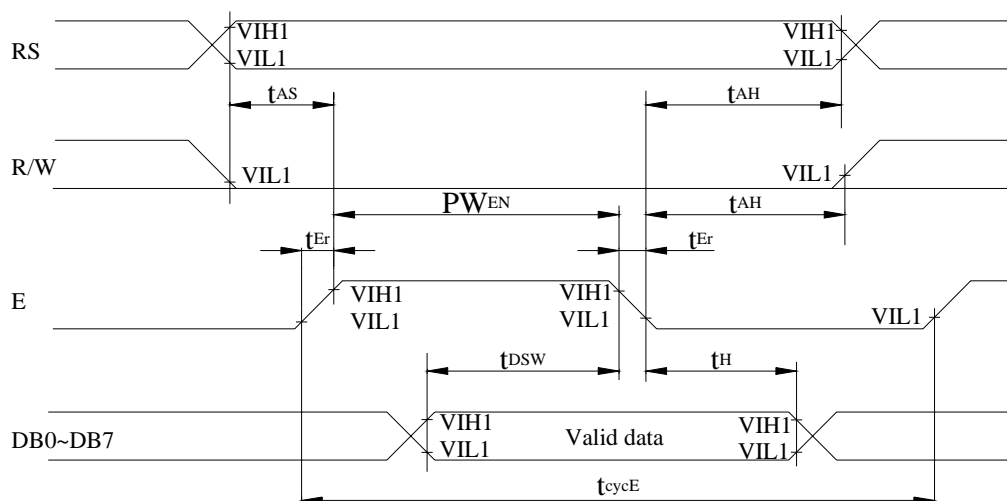 RS
VIH1
VIL1
VIH1
VIL1
tAS
tAH
R/W
VIL1
VIL1
PWEN
tAH
tEr
tEr
E
VIH1
VIL1
VIH1
VIL1
VIL1
tDSW
tH
DB0~DB7
VIH1
VIL1
Valid data
VIH1
VIL1
tcycE